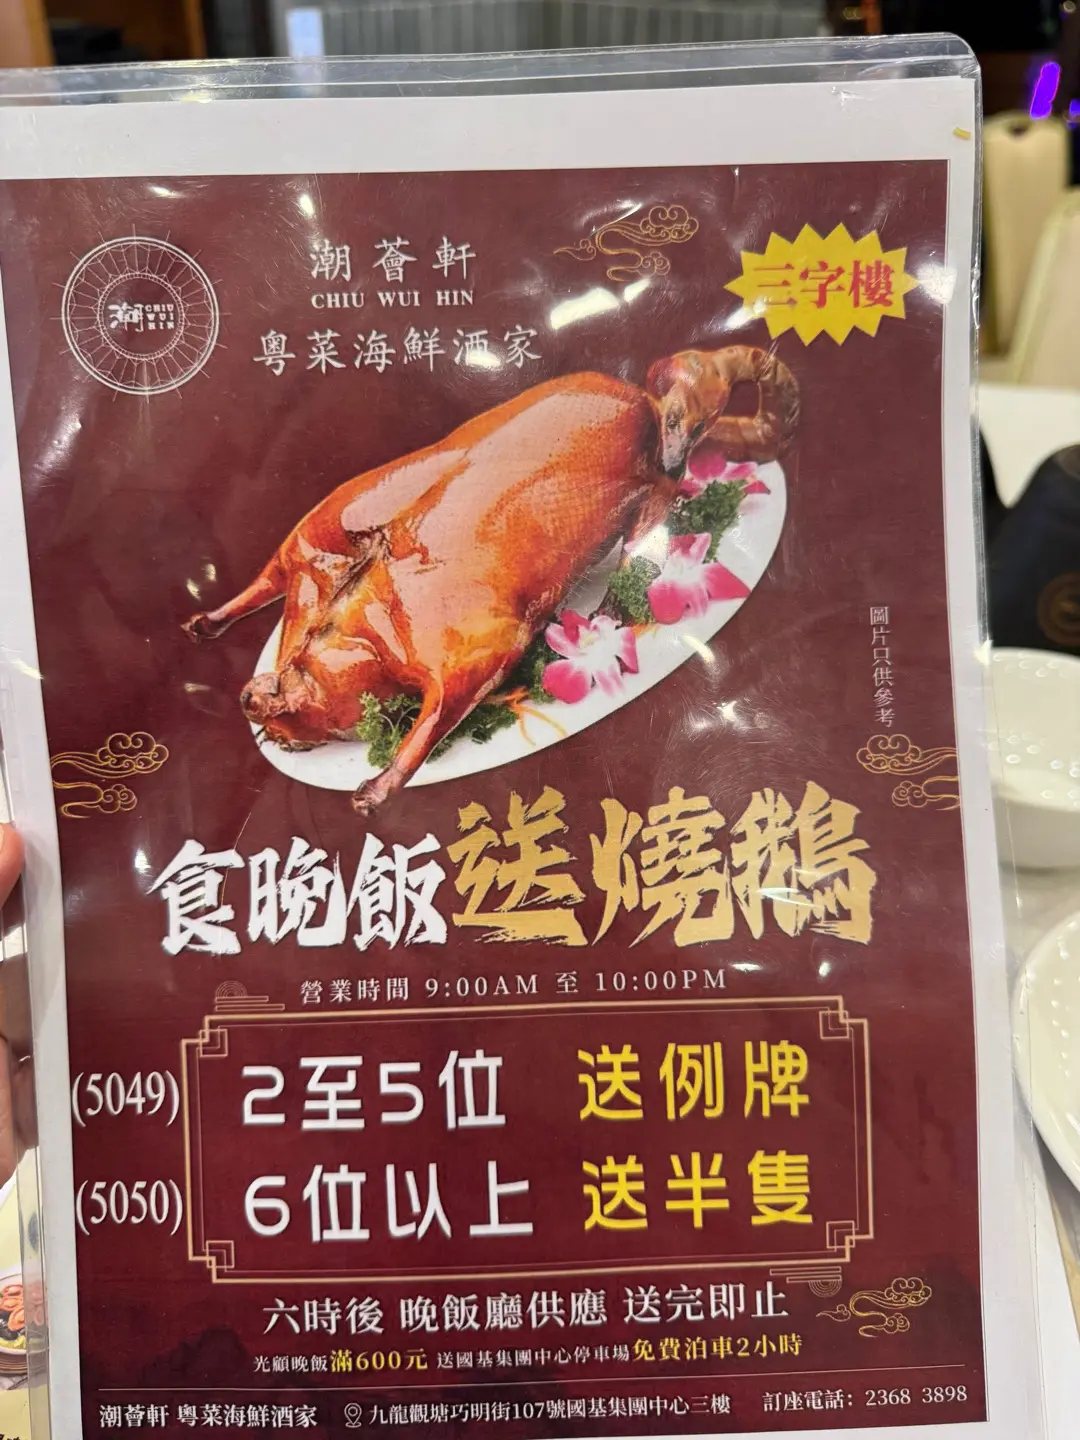 潮薈軒
CHIU WUI HIN
粵菜海鮮酒家
潮 CHIU
WUI
HIN
三字樓
圖片只供參考
食晚飯送燒鵝
營業時間 9:00AM 至 10:00PM
(5049) 2至5位 送例牌
(5050) 6位以上 送半隻
六時後 晚飯廳供應 送完即止
光顧晚飯滿600元 送國基集團中心停車場免費泊車2小時
潮薈軒 粵菜海鮮酒家 九龍觀塘巧明街107號國基集團中心三樓 訂座電話：2368 3898